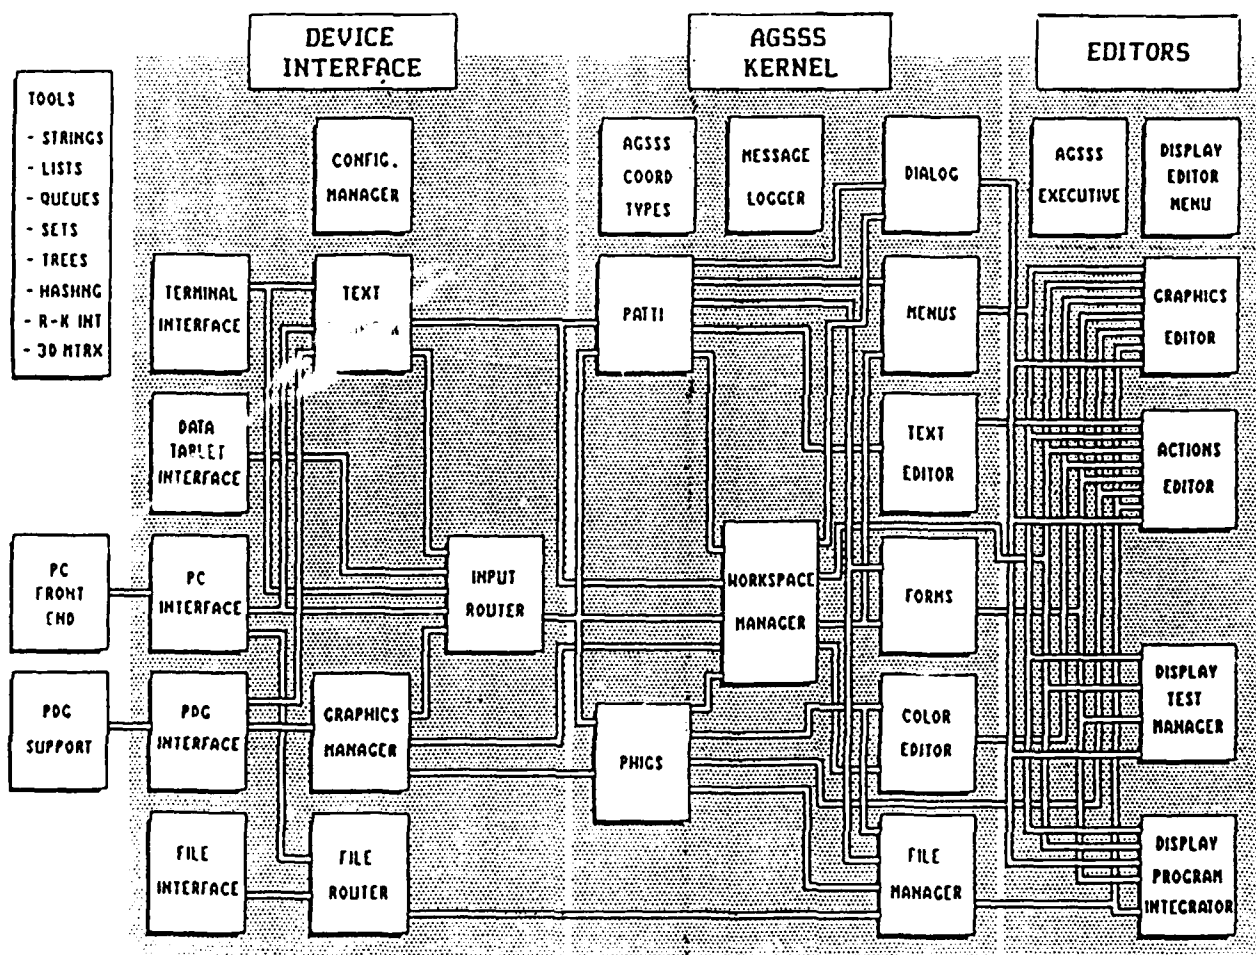 DEVICE
INTERFACE
AGSSS
KERNEL
EDITORS
TOOLS
- STRINGS
- LISTS
- QUEUES
- SETS
- TREES
- HASHNG
- R-K INT
- 3D MTRX
CONFIG.
MANAGER
AGSSS
COORD
TYPES
MESSAGE
LOGGER
DIALOG
AGSSS
EXECUTIVE
DISPLAY
EDITOR
MENU
TERMINAL
INTERFACE
TEXT
PATTI
MENUS
GRAPHICS
EDITOR
DATA
TABLET
INTERFACE
TEXT
EDITOR
ACTIONS
EDITOR
PC
FRONT
END
PC
INTERFACE
INPUT
ROUTER
WORKSPACE
MANAGER
FORMS
PDG
SUPPORT
PDG
INTERFACE
GRAPHICS
MANAGER
PHIGS
COLOR
EDITOR
DISPLAY
TEST
MANAGER
FILE
INTERFACE
FILE
ROUTER
FILE
MANAGER
DISPLAY
PROGRAM
INTEGRATOR